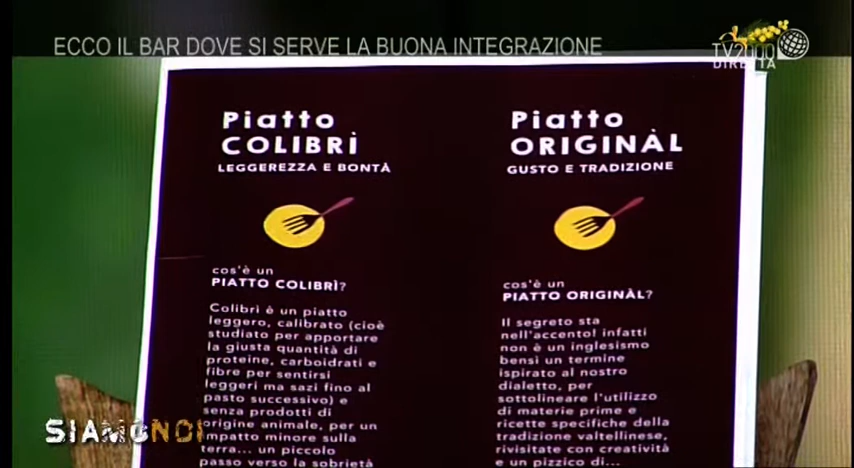 ECCO IL BAR DOVE SI SERVE LA BUONA INTEGRAZIONE
TV2000
DIRETTA
Piatto
COLIBRÌ
LEGGEREZZA E BONTÀ
cos'è un
PIATTO COLIBRÌ?
Colibrì è un piatto
leggero, calibrato (cioè
studiato per apportare
la giusta quantità di
proteine, carboidrati e
fibre per sentirsi
leggeri ma sazi fino al
pasto successivo) e
senza prodotti di
origine animale, per un
impatto minore sulla
terra... un piccolo
passo verso la sobrietà
Piatto
ORIGINÀL
GUSTO E TRADIZIONE
cos'è un
PIATTO ORIGINÀL?
Il segreto sta
nell'accento! infatti
non è un inglesismo
bensì un termine
ispirato al nostro
dialetto, per
sottolineare l'utilizzo
di materie prime e di
ricette specifiche della
tradizione valtellinese,
rivisitate con creatività
e un pizzico di...
SIAMONOI